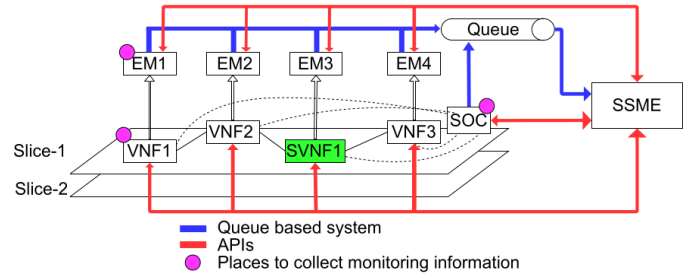 Queue
EM1
EM2
EM3
EM4
SSME
SOC
VNF1
VNF2
SVNF1
VNF3
Slice-1
Slice-2
Queue based system
APIs
Places to collect monitoring information